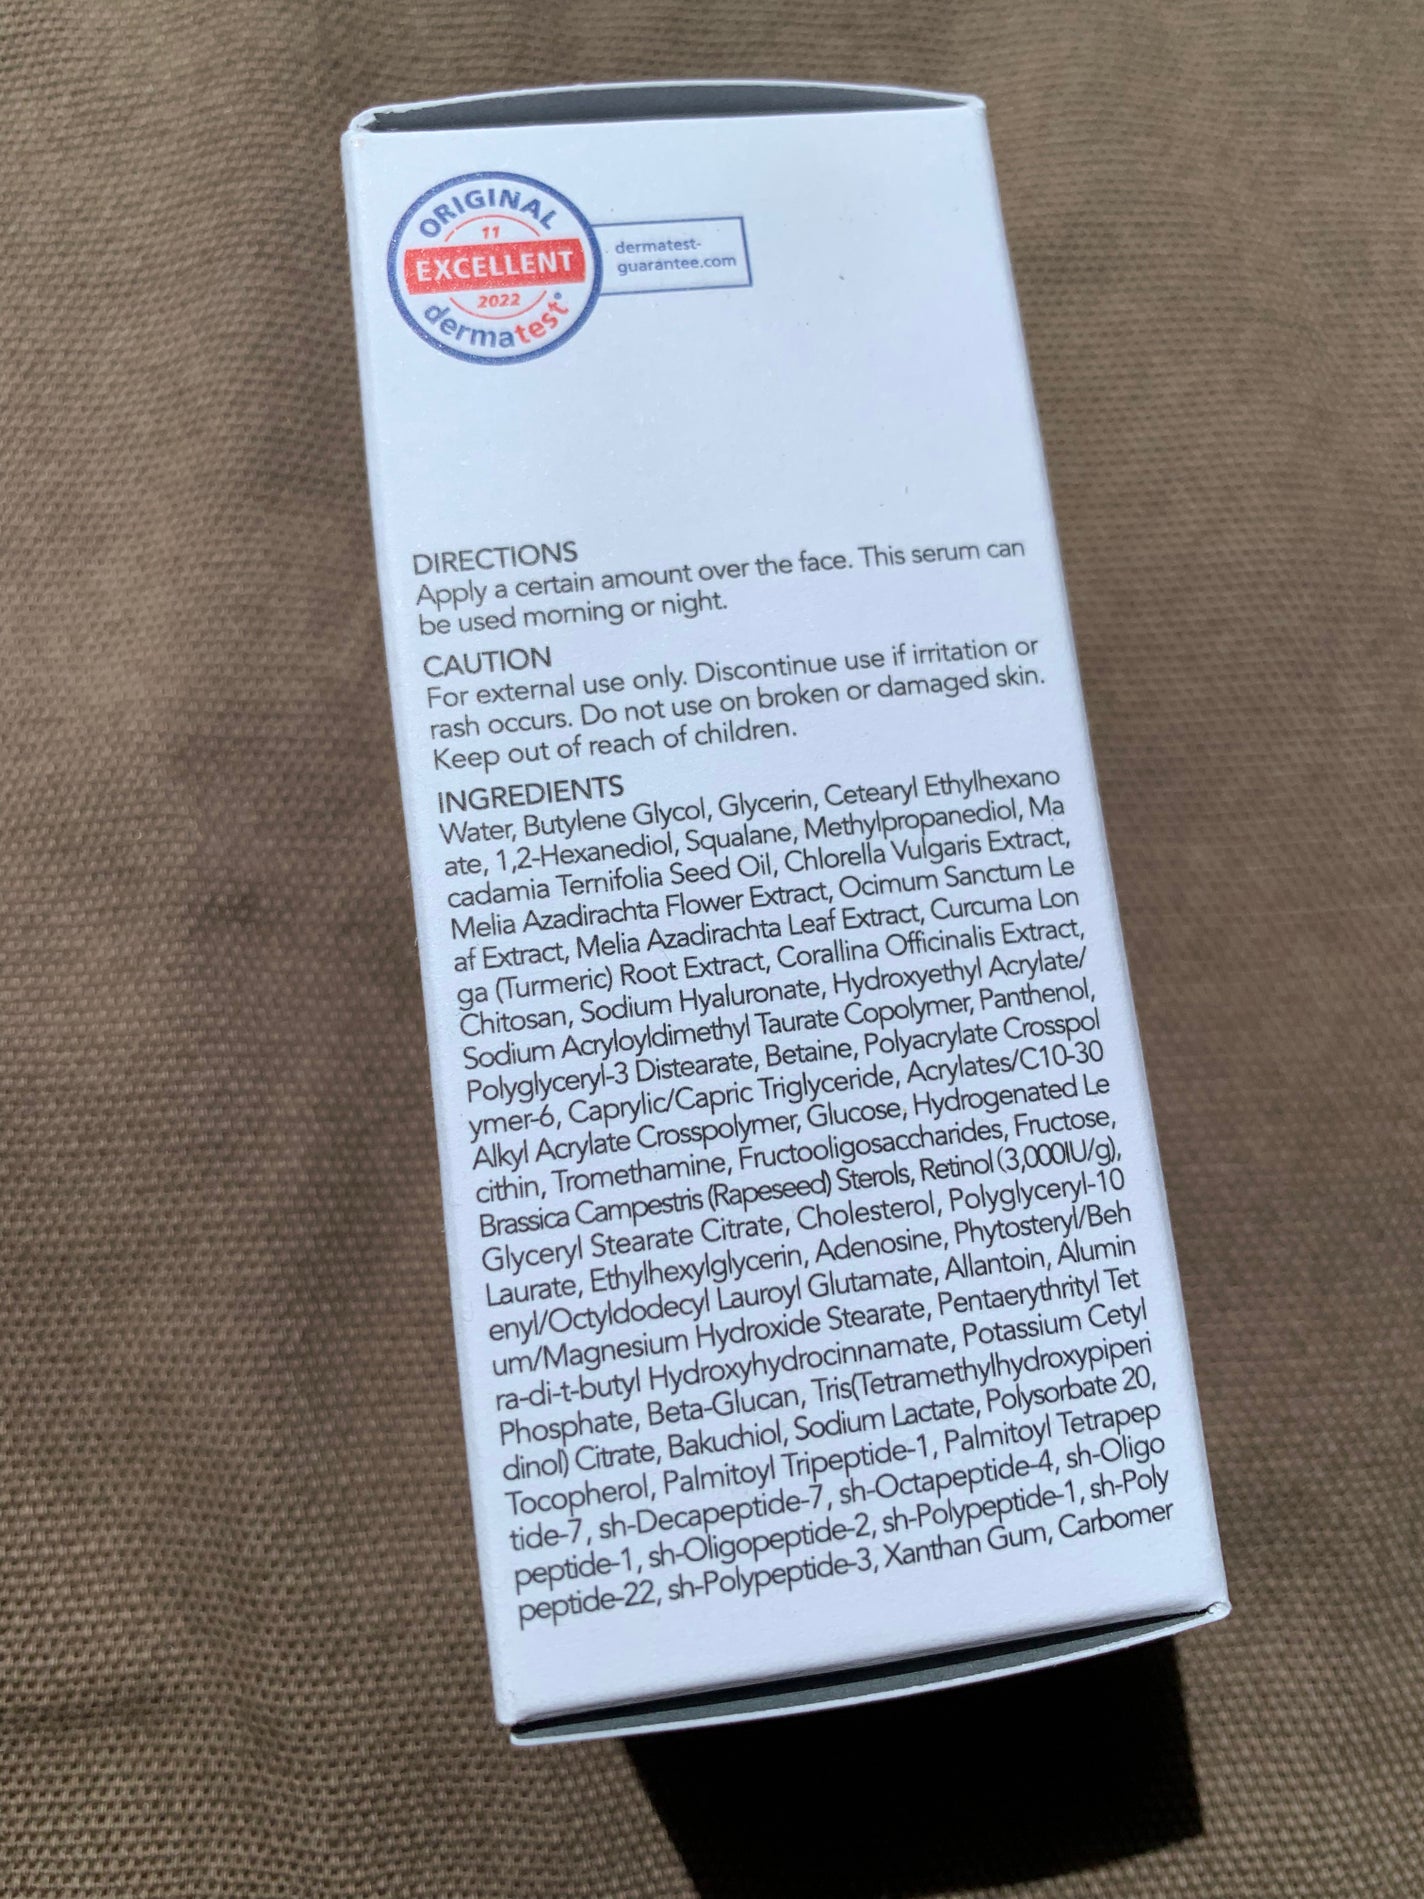 ORIGINAL
11
EXCELLENT
2022
dermatest®
dermatest-
guarantee.com
DIRECTIONS
Apply a certain amount over the face. This serum can
be used morning or night.
CAUTION
For external use only. Discontinue use if irritation or
rash occurs. Do not use on broken or damaged skin.
Keep out of reach of children.
INGREDIENTS
Water, Butylene Glycol, Glycerin, Cetearyl Ethylhexano
ate, 1,2-Hexanediol, Squalane, Methylpropanediol, Ma
cadamia Ternifolia Seed Oil, Chlorella Vulgaris Extract,
Melia Azadirachta Flower Extract, Ocimum Sanctum Le
af Extract, Melia Azadirachta Leaf Extract, Curcuma Lon
ga (Turmeric) Root Extract, Corallina Officinalis Extract,
Chitosan, Sodium Hyaluronate, Hydroxyethyl Acrylate/
Sodium Acryloyldimethyl Taurate Copolymer, Panthenol,
Polyglyceryl-3 Distearate, Betaine, Polyacrylate Crosspol
ymer-6, Caprylic/Capric Triglyceride, Acrylates/C10-30
Alkyl Acrylate Crosspolymer, Glucose, Hydrogenated Le
cithin, Tromethamine, Fructooligosaccharides, Fructose,
Brassica Campestris (Rapeseed) Sterols, Retinol (3,000IU/g),
Glyceryl Stearate Citrate, Cholesterol, Polyglyceryl-10
Laurate, Ethylhexylglycerin, Adenosine, Phytosteryl/Beh
enyl/Octyldodecyl Lauroyl Glutamate, Allantoin, Alumin
um/Magnesium Hydroxide Stearate, Pentaerythrityl Tet
ra-di-t-butyl Hydroxyhydrocinnamate, Potassium Cetyl
Phosphate, Beta-Glucan, Tris(Tetramethylhydroxypiperi
dinol) Citrate, Bakuchiol, Sodium Lactate, Polysorbate 20,
Tocopherol, Palmitoyl Tripeptide-1, Palmitoyl Tetrapep
tide-7, sh-Decapeptide-7, sh-Octapeptide-4, sh-Oligo
peptide-1, sh-Oligopeptide-2, sh-Polypeptide-1, sh-Poly
peptide-22, sh-Polypeptide-3, Xanthan Gum, Carbomer